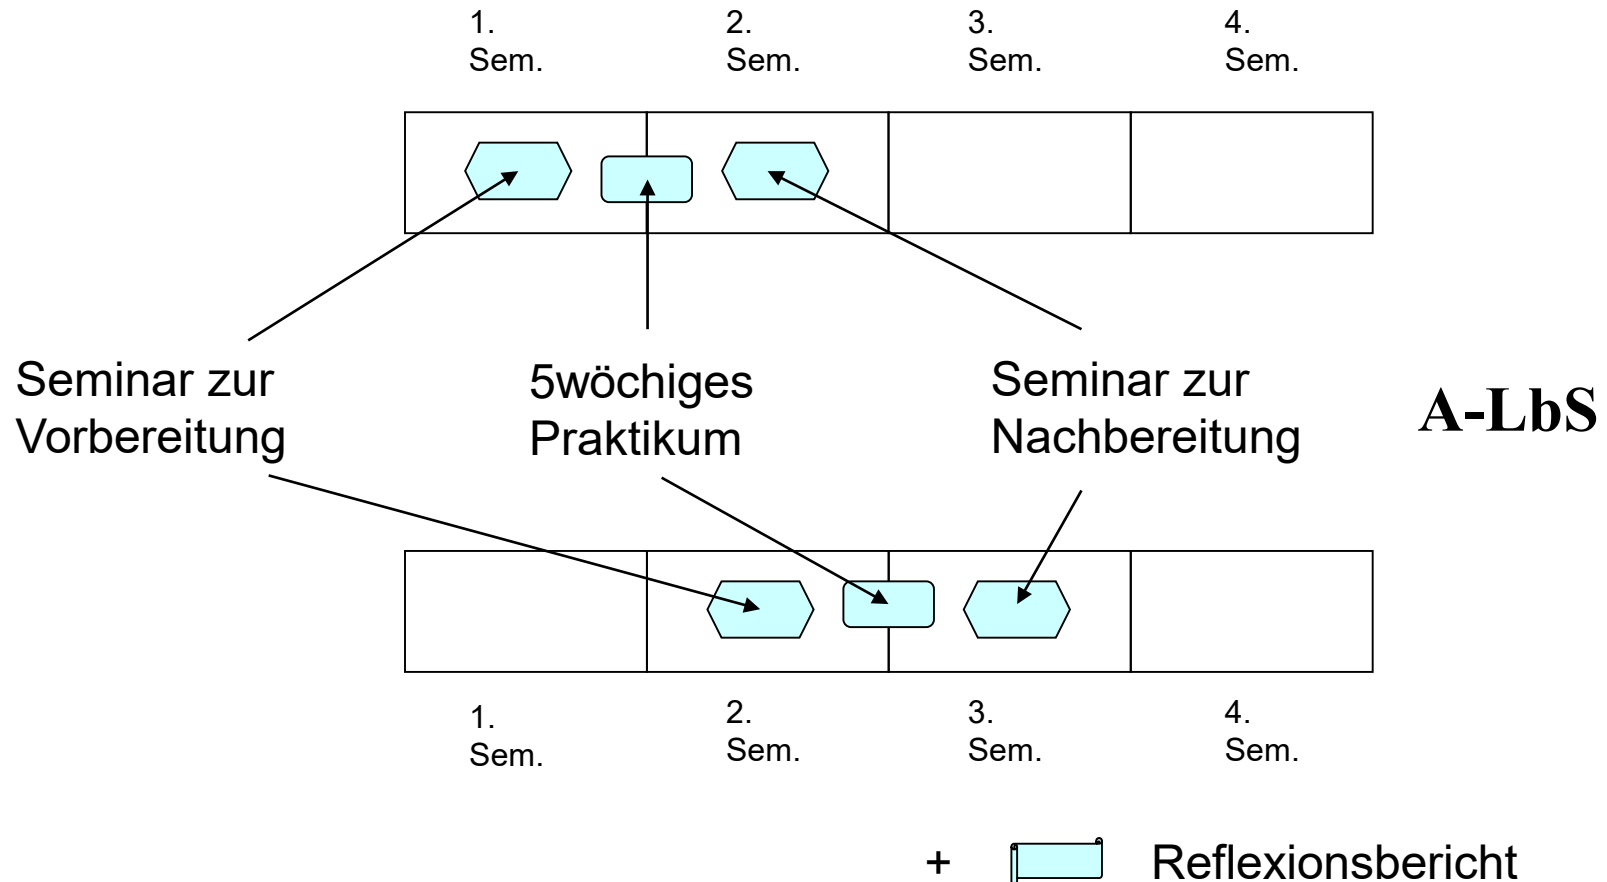 1.
Sem.
2.
Sem.
3.
Sem.
4.
Sem.
Seminar zur
Vorbereitung
5wöchiges
Praktikum
Seminar zur
Nachbereitung
A-LbS
1.
Sem.
2.
Sem.
3.
Sem.
4.
Sem.
+ Reflexionsbericht